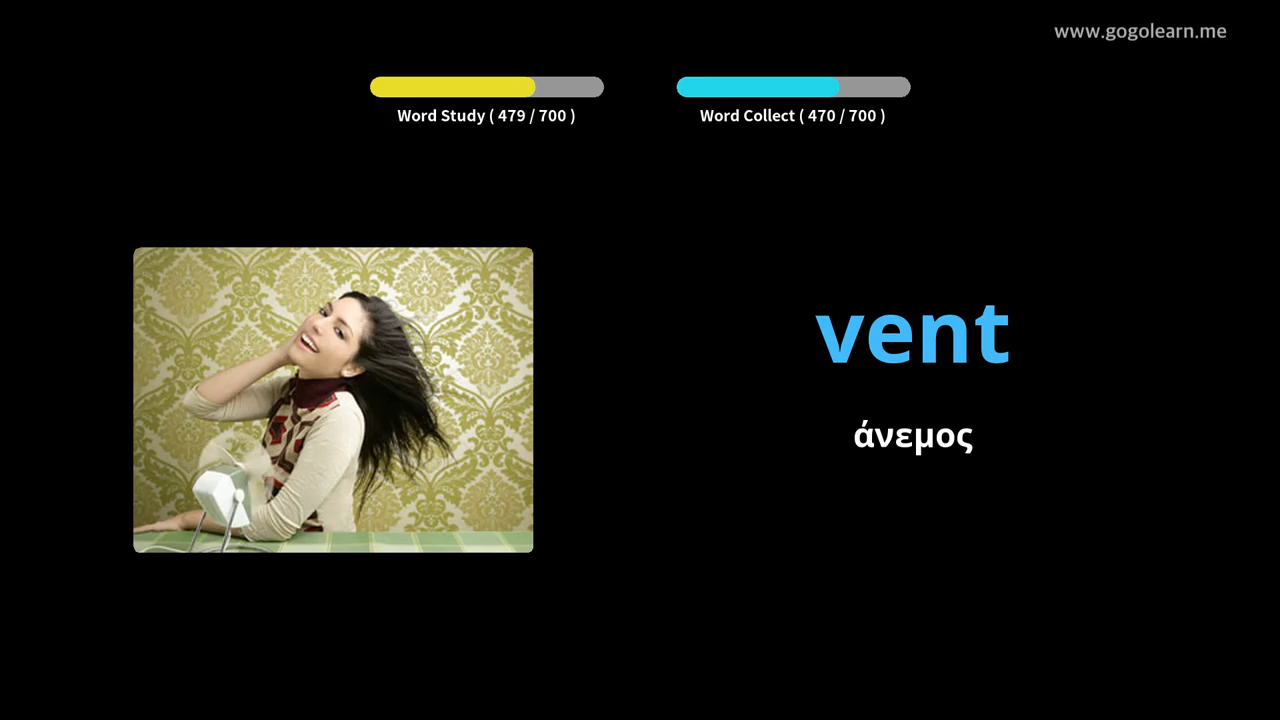 www.gogolearn.me
Word Study ( 479 / 700 )
Word Collect ( 470 / 700 )
vent
άνεμος